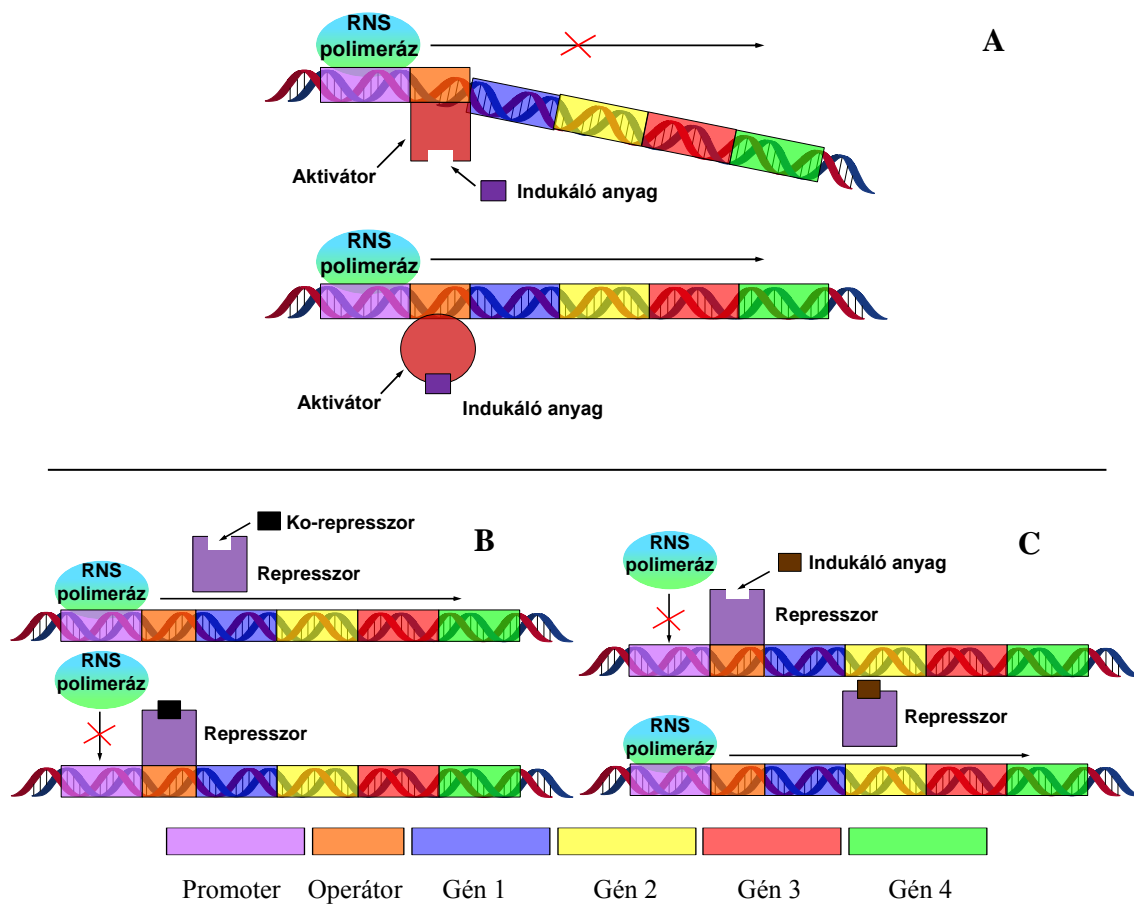 RNS
polimeráz
A
Aktivátor
Indukáló anyag
RNS
polimeráz
Aktivátor
Indukáló anyag
Ko-represszor
B
RNS
polimeráz
Represszor
RNS
polimeráz
Represszor
C
RNS
polimeráz
Indukáló anyag
Represszor
Represszor
RNS
polimeráz
Promoter Operátor Gén 1 Gén 2 Gén 3 Gén 4